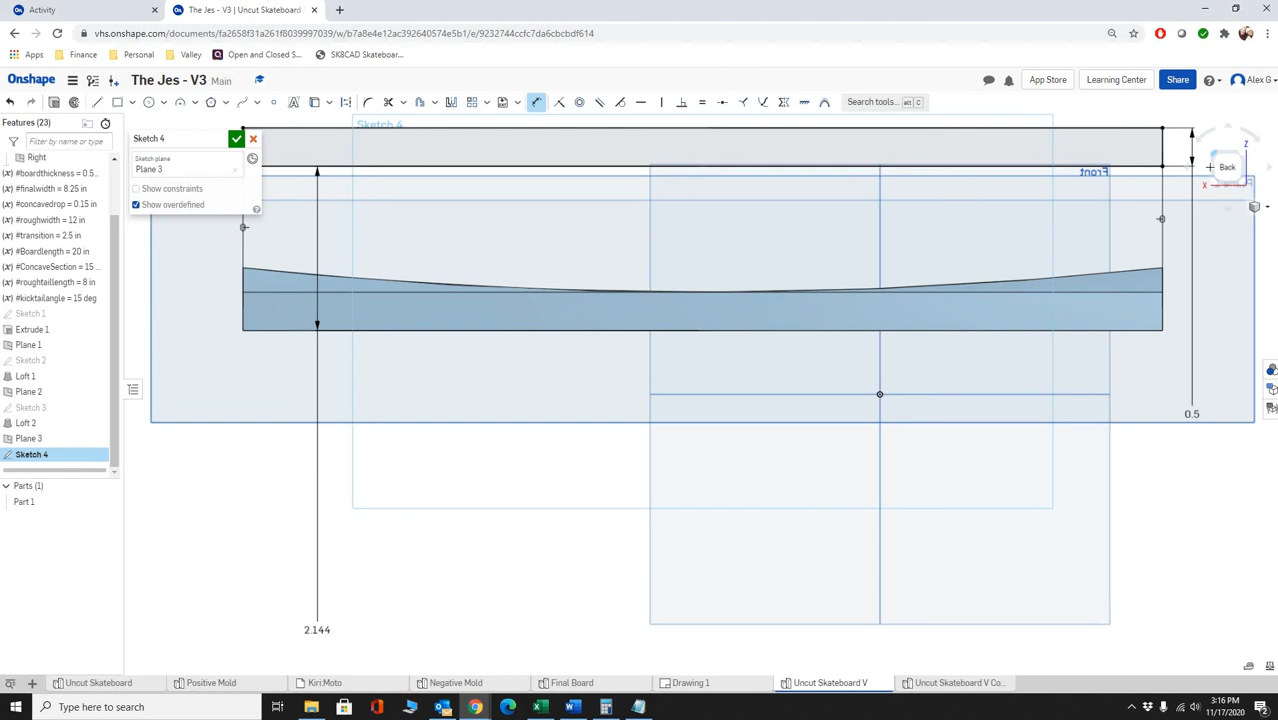 Activity
The Jes - V3 | Uncut Skateboard
vhs.onshape.com/documents/fa2658f31a261f8039997039/w/b7a8e4e12ac392640574e5b1/e/9232744ccfc7da6cbcbdf614
Apps Finance Personal Valley Open and Closed S... SK8CAD Skateboar...
Onshape The Jes - V3 Main App Store Learning Center Share Alex G
Search tools... alt C
Features (23)
Filter by name or type
Right
#boardthickness = 0.5...
#finalwidth = 8.25 in
#concavedrop = 0.15 in
#roughwidth = 12 in
#transition = 2.5 in
#Boardlength = 20 in
#ConcaveSection = 15 ...
#roughtaillength = 8 in
#kicktailangle = 15 deg
Sketch 1
Extrude 1
Plane 1
Sketch 2
Loft 1
Plane 2
Sketch 3
Loft 2
Plane 3
Sketch 4
Parts (1)
Part 1
Sketch 4
Sketch plane
Plane 3
Show constraints
Show overdefined
Sketch 4
Front
Z
Back
X
0.5
2.144
Uncut Skateboard Positive Mold Kiri:Moto Negative Mold Final Board Drawing 1 Uncut Skateboard V Uncut Skateboard V Co...
Type here to search
3:16 PM
11/17/2020